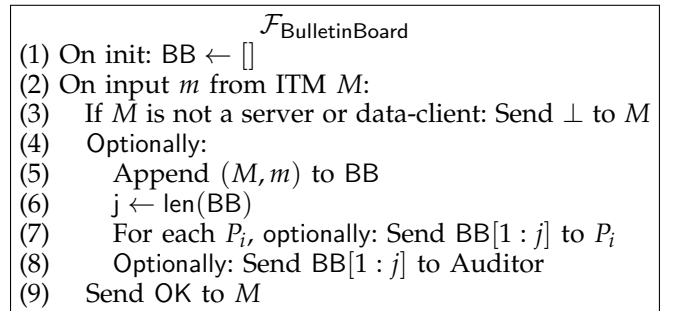 F_BulletinBoard
(1) On init: BB ← []
(2) On input m from ITM M:
(3) If M is not a server or data-client: Send ⊥ to M
(4) Optionally:
(5) Append (M, m) to BB
(6) j ← len(BB)
(7) For each P_i, optionally: Send BB[1 : j] to P_i
(8) Optionally: Send BB[1 : j] to Auditor
(9) Send OK to M